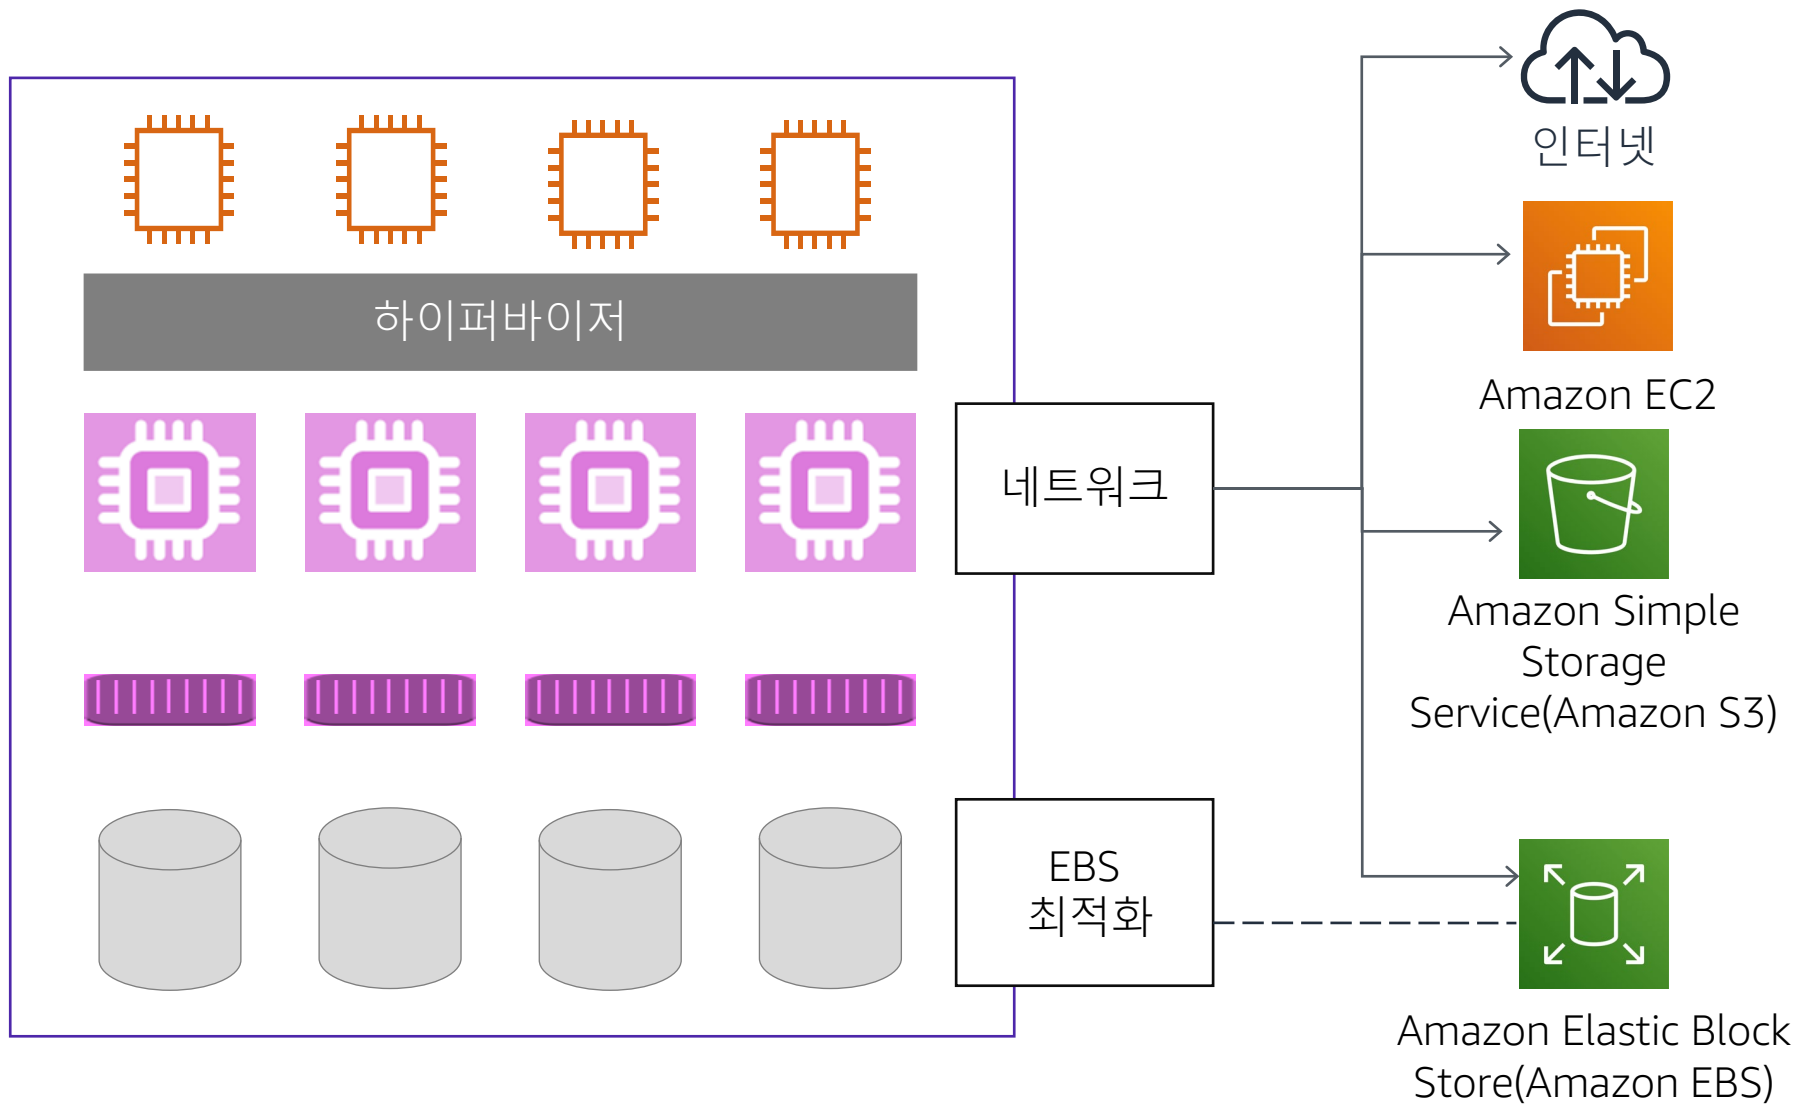 인터넷
하이퍼바이저
Amazon EC2
네트워크
Amazon Simple
Storage
Service(Amazon S3)
EBS
최적화
Amazon Elastic Block
Store(Amazon EBS)